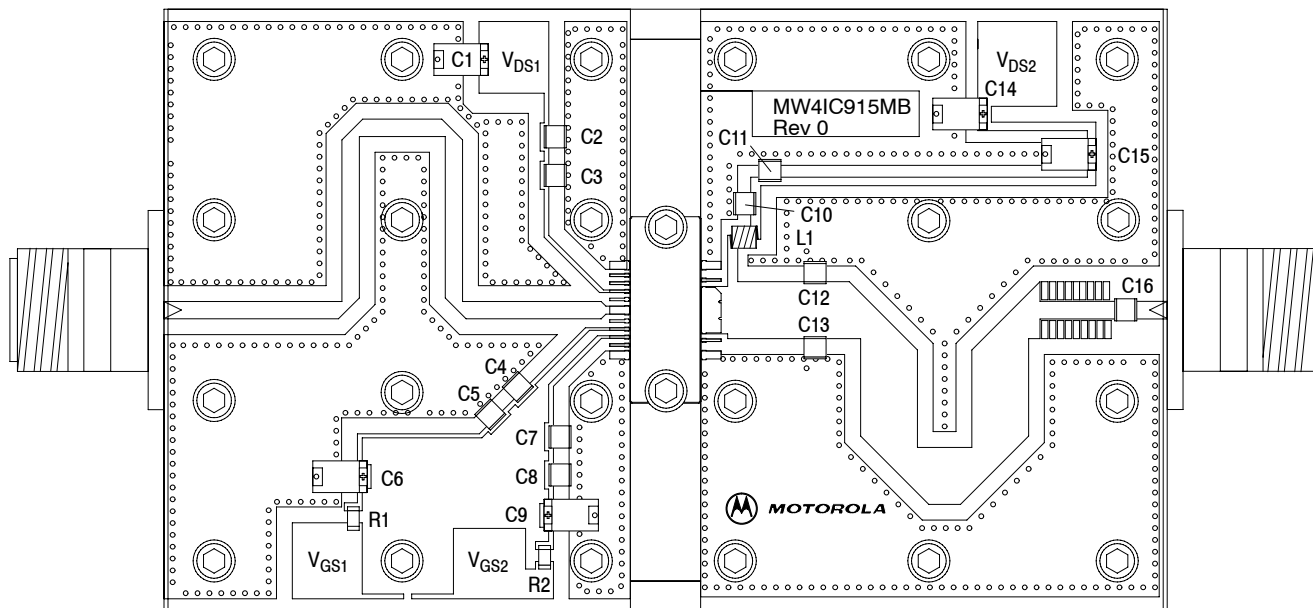 C1
V_DS1
C2
C3
C4
C5
C6
R1
V_GS1
C7
C8
C9
R2
V_GS2
MW4IC915MB
Rev 0
V_DS2
C14
C11
C15
C10
L1
C12
C16
C13
MOTOROLA